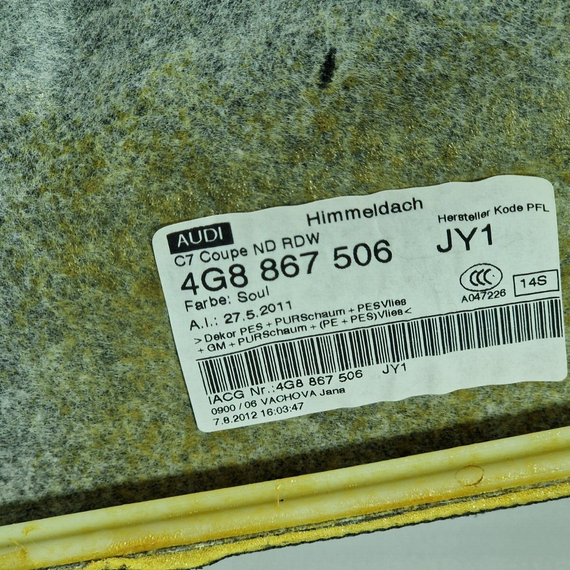 Himmeldach
AUDI
Hersteller Kode PFL
C7 Coupe ND RDW
JY1
4G8 867 506
Farbe: Soul
A.I.: 27.5.2011
CCC
A047226
14S
>Dekor PES + PURSchaum + PESVlies
+ GM + PURSchaum + (PE + PES)Vlies<
IACG Nr.:4G8 867 506 JY1
0900 / 06 VACHOVA Jana
7.8.2012 16:03:47